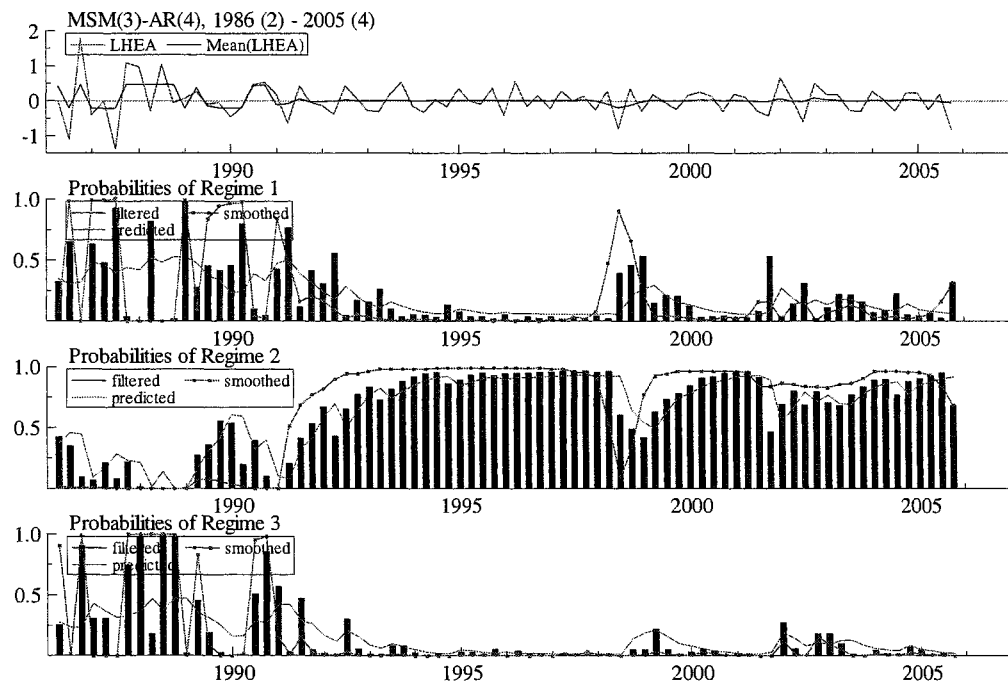 MSM(3)-AR(4), 1986 (2) - 2005 (4)
LHEA Mean(LHEA)
2
1
0
-1
1990 1995 2000 2005
Probabilities of Regime 1
1.0
filtered smoothed
predicted
0.5
1990 1995 2000 2005
Probabilities of Regime 2
1.0
filtered smoothed
predicted
0.5
1990 1995 2000 2005
Probabilities of Regime 3
1.0
filtered smoothed
predicted
0.5
1990 1995 2000 2005